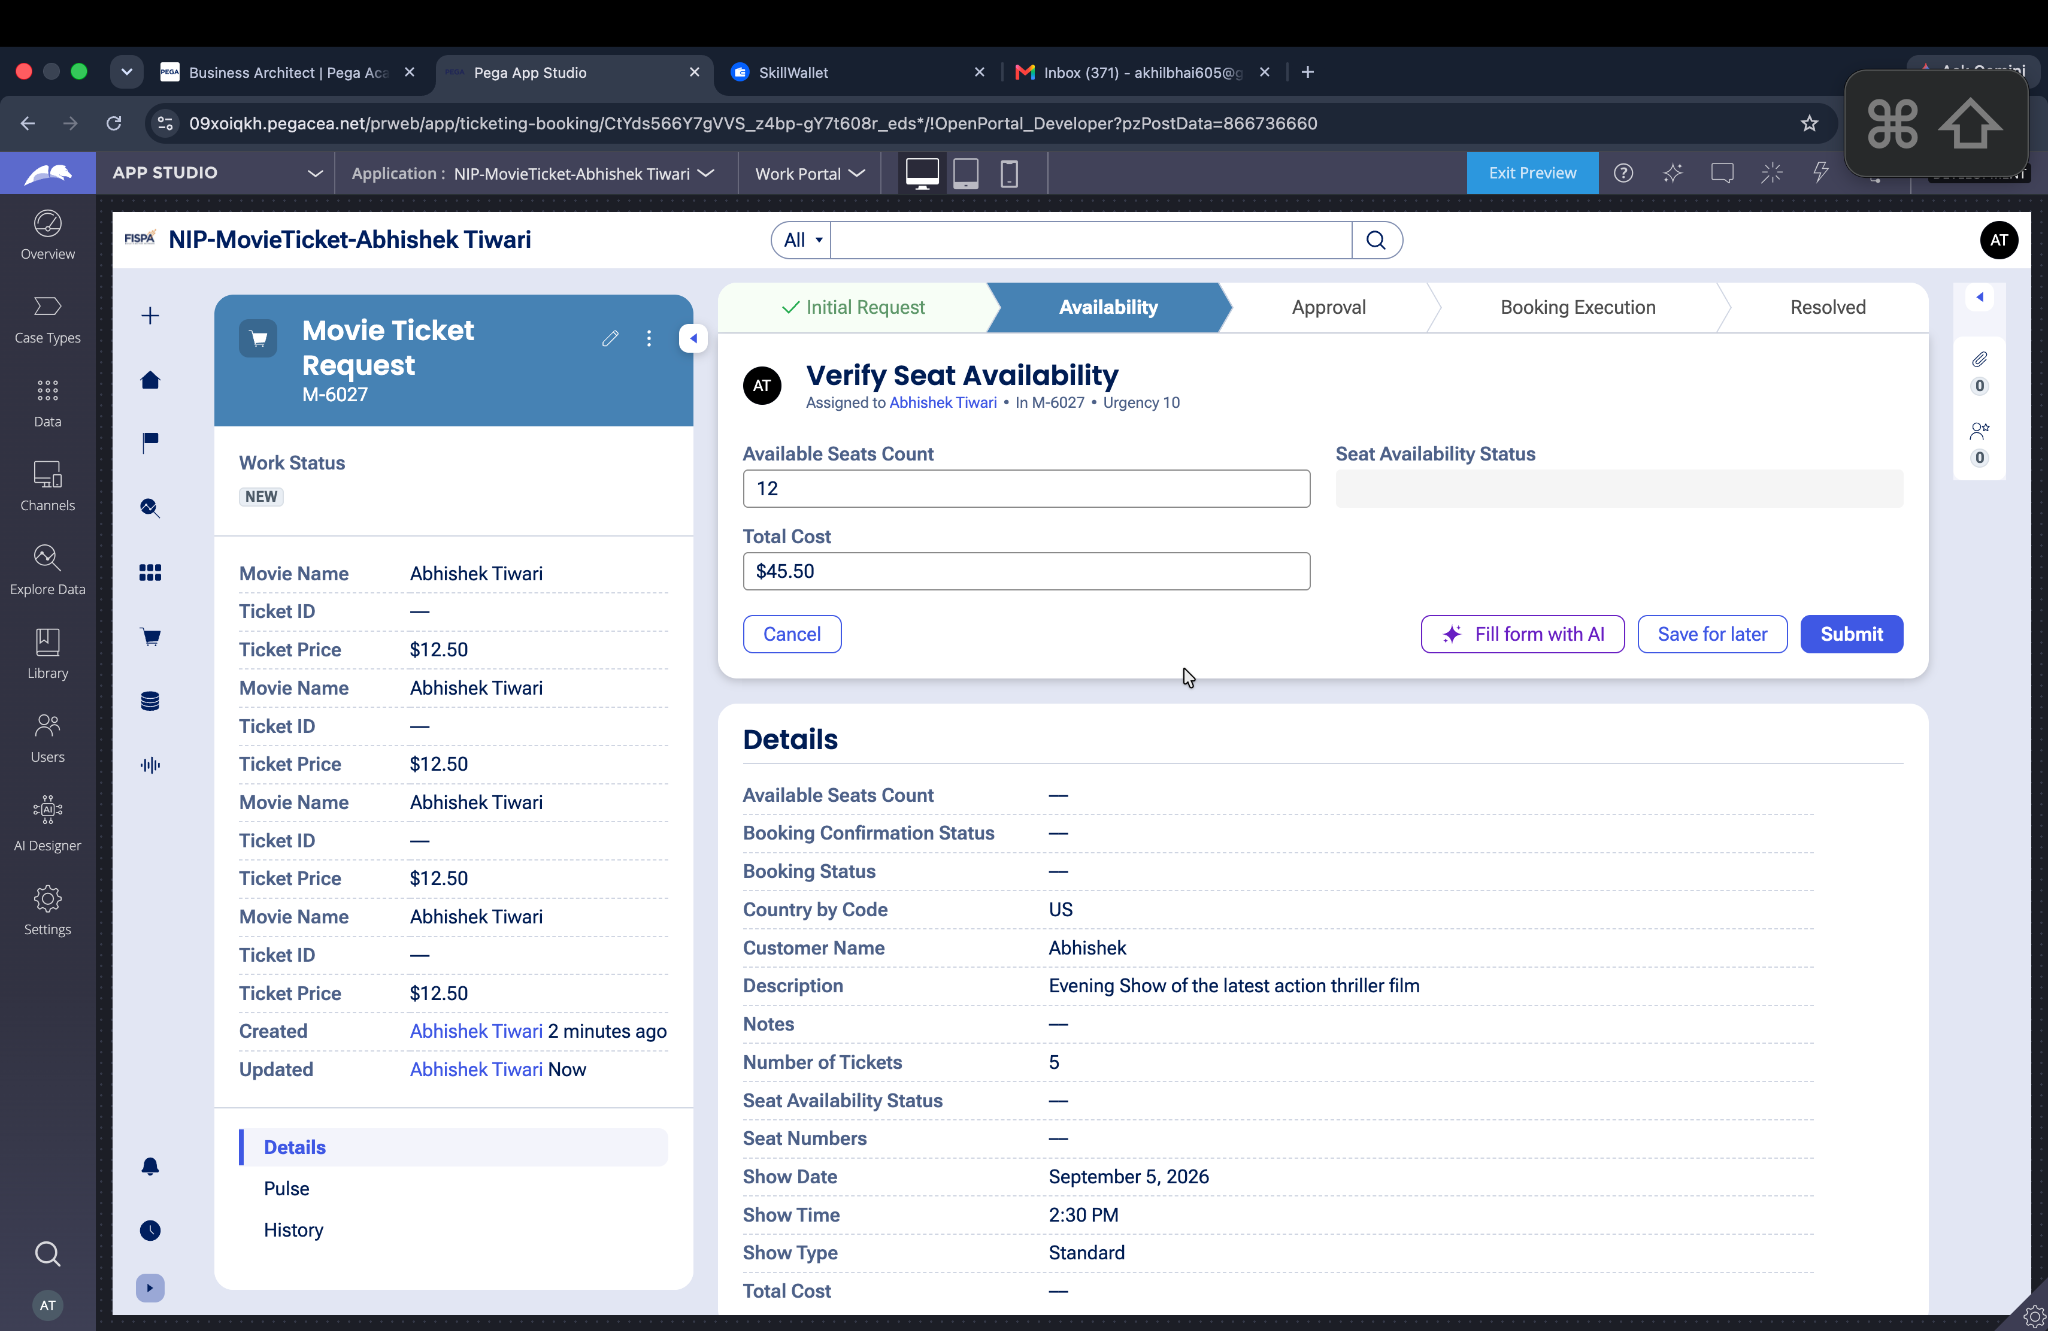 Business Architect | Pega Aca
Pega App Studio
SkillWallet
Inbox (371) - akhilbhai605@g
09xoiqkh.pegacea.net/prweb/app/ticketing-booking/CtYds566Y7gVVS_z4bp-gY7t608r_eds*/!OpenPortal_Developer?pzPostData=866736660
APP STUDIO
Application : NIP-MovieTicket-Abhishek Tiwari
Work Portal
Exit Preview
Overview
Case Types
Data
Channels
Explore Data
Library
Users
AI Designer
Settings
AT
FISPA
NIP-MovieTicket-Abhishek Tiwari
All
AT
Movie Ticket
Request
M-6027
Work Status
NEW
Movie Name Abhishek Tiwari
Ticket ID —
Ticket Price $12.50
Movie Name Abhishek Tiwari
Ticket ID —
Ticket Price $12.50
Movie Name Abhishek Tiwari
Ticket ID —
Ticket Price $12.50
Movie Name Abhishek Tiwari
Ticket ID —
Ticket Price $12.50
Created Abhishek Tiwari 2 minutes ago
Updated Abhishek Tiwari Now
Details
Pulse
History
Initial Request
Availability
Approval
Booking Execution
Resolved
AT
Verify Seat Availability
Assigned to Abhishek Tiwari • In M-6027 • Urgency 10
Available Seats Count
12
Seat Availability Status
Total Cost
$45.50
Cancel
Fill form with AI
Save for later
Submit
0
0
Details
Available Seats Count —
Booking Confirmation Status —
Booking Status —
Country by Code US
Customer Name Abhishek
Description Evening Show of the latest action thriller film
Notes —
Number of Tickets 5
Seat Availability Status —
Seat Numbers —
Show Date September 5, 2026
Show Time 2:30 PM
Show Type Standard
Total Cost —